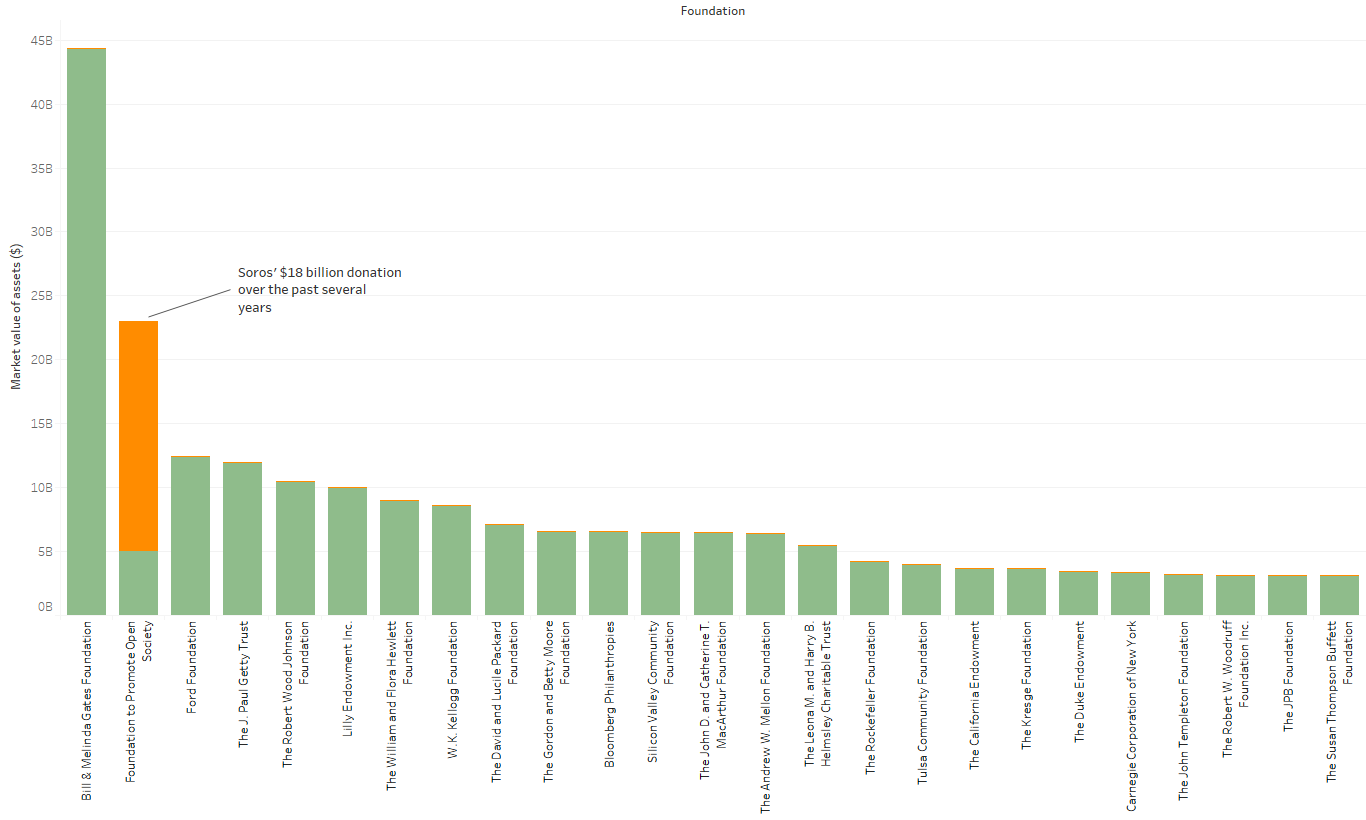 Foundation
45B
40B
35B
30B
25B
20B
15B
10B
5B
0B
Market value of assets ($)
Soros’ $18 billion donation
over the past several
years
Bill & Melinda Gates Foundation
Foundation to Promote Open
Society
Ford Foundation
The J. Paul Getty Trust
The Robert Wood Johnson
Foundation
Lilly Endowment Inc.
The William and Flora Hewlett
Foundation
W.K. Kellogg Foundation
The David and Lucile Packard
Foundation
The Gordon and Betty Moore
Foundation
Bloomberg Philanthropies
Silicon Valley Community
Foundation
The John D. and Catherine T.
MacArthur Foundation
The Andrew W. Mellon Foundation
The Leona M. and Harry B.
Helmsley Charitable Trust
The Rockefeller Foundation
Tulsa Community Foundation
The California Endowment
The Kresge Foundation
The Duke Endowment
Carnegie Corporation of New York
The John Templeton Foundation
The Robert W. Woodruff
Foundation Inc.
The JPB Foundation
The Susan Thompson Buffett
Foundation